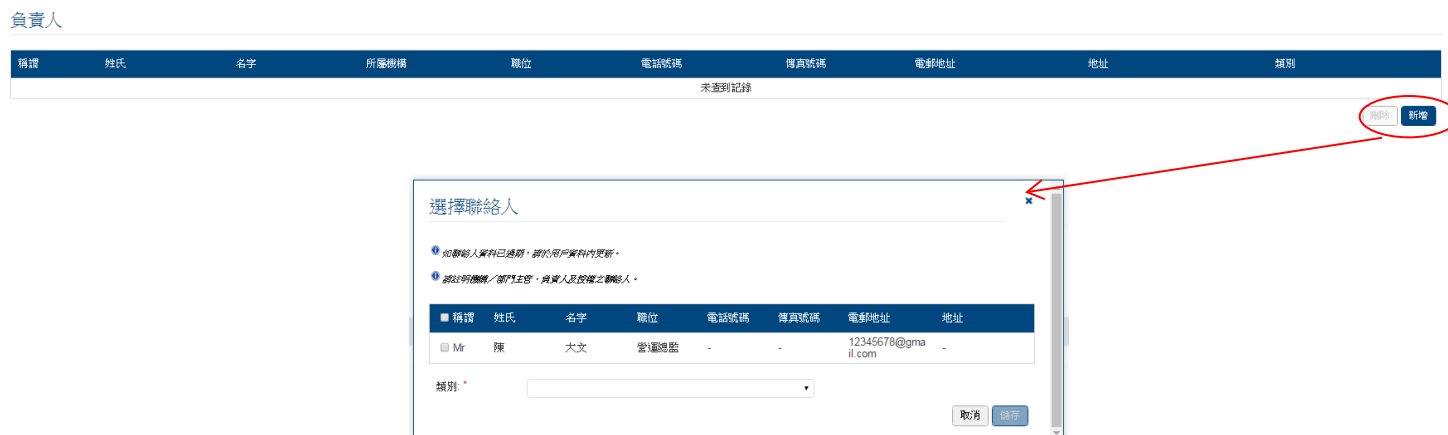 負責人
稱謂 姓氏 名字 所屬機構 職位 電話號碼 傳真號碼 電郵地址 地址 類別
未查到記錄
刪除 新增
選擇聯絡人
如聯絡人資料已過期，請於用戶資料內更新。
請註明機構／部門主管、負責人及授權之聯絡人。
稱謂 姓氏 名字 職位 電話號碼 傳真號碼 電郵地址 地址
Mr 陳 大文 營運總監 - - 12345678@gma -
il.com
類別: *
取消 儲存